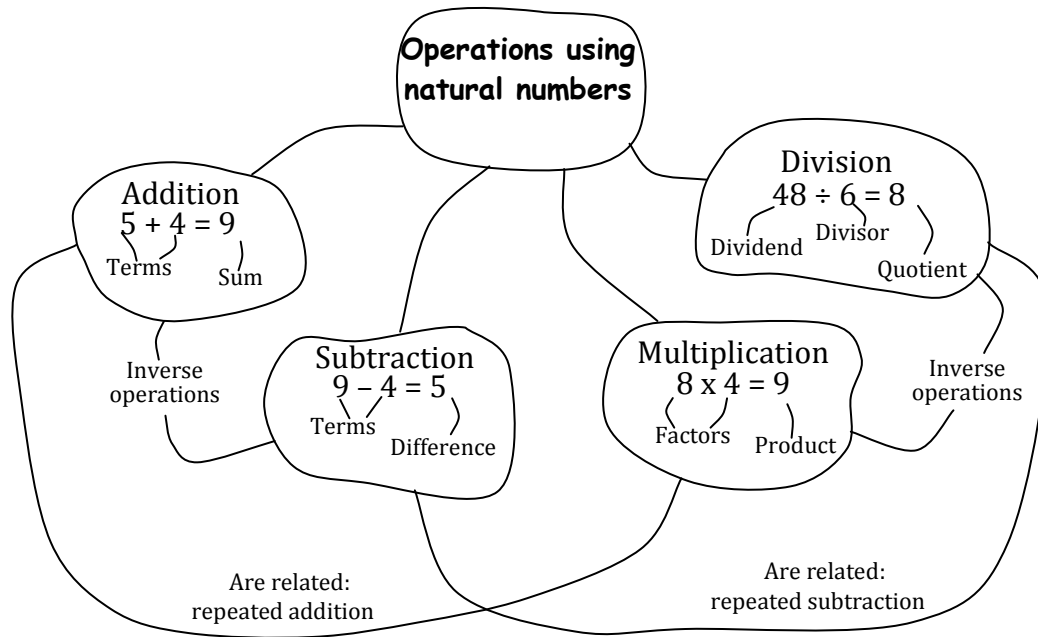 Operations using
natural numbers
Addition
5 + 4 = 9
Terms
Sum
Division
48 ÷ 6 = 8
Dividend
Divisor
Quotient
Inverse
operations
Subtraction
9 – 4 = 5
Terms
Difference
Multiplication
8 x 4 = 9
Factors
Product
Inverse
operations
Are related:
repeated addition
Are related:
repeated subtraction